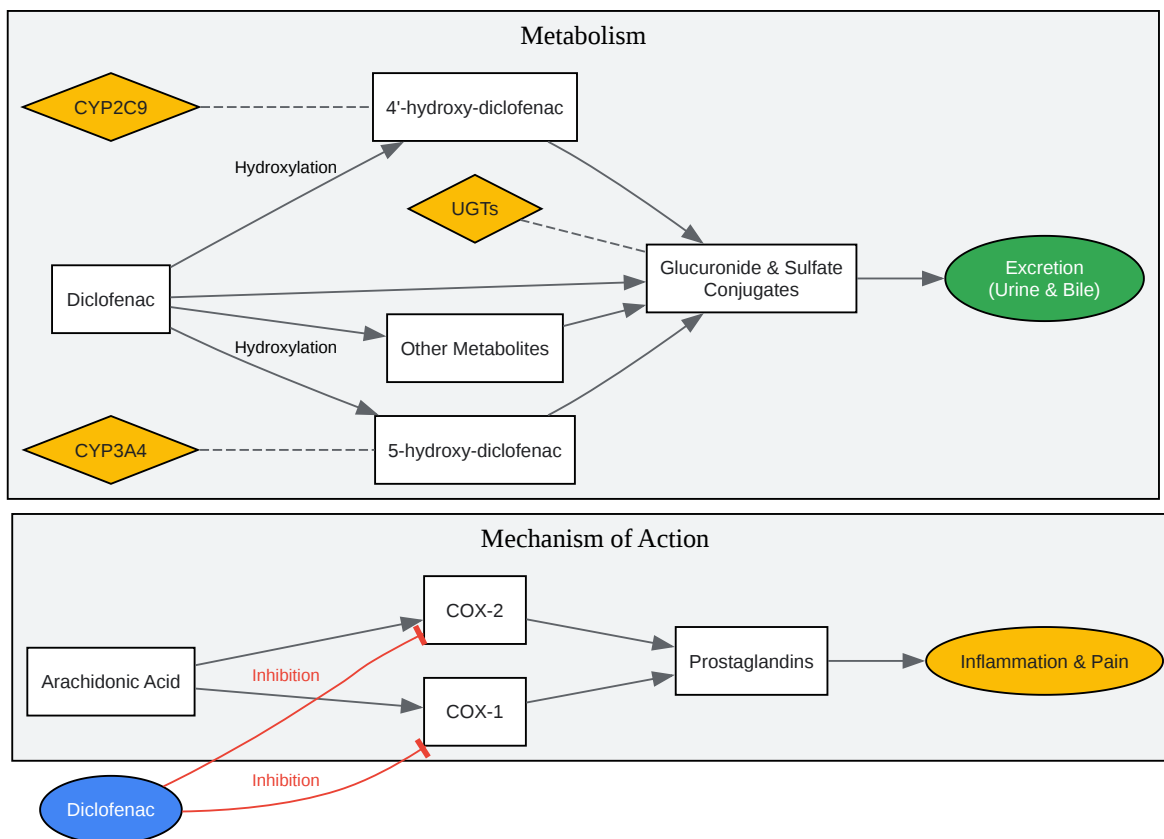 Metabolism
CYP2C9
4'-hydroxy-diclofenac
Hydroxylation
UGTs
Diclofenac
Glucuronide & Sulfate
Conjugates
Excretion
(Urine & Bile)
Hydroxylation
Other Metabolites
CYP3A4
5-hydroxy-diclofenac
Mechanism of Action
COX-2
Arachidonic Acid
Inhibition
Prostaglandins
Inflammation & Pain
COX-1
Diclofenac
Inhibition